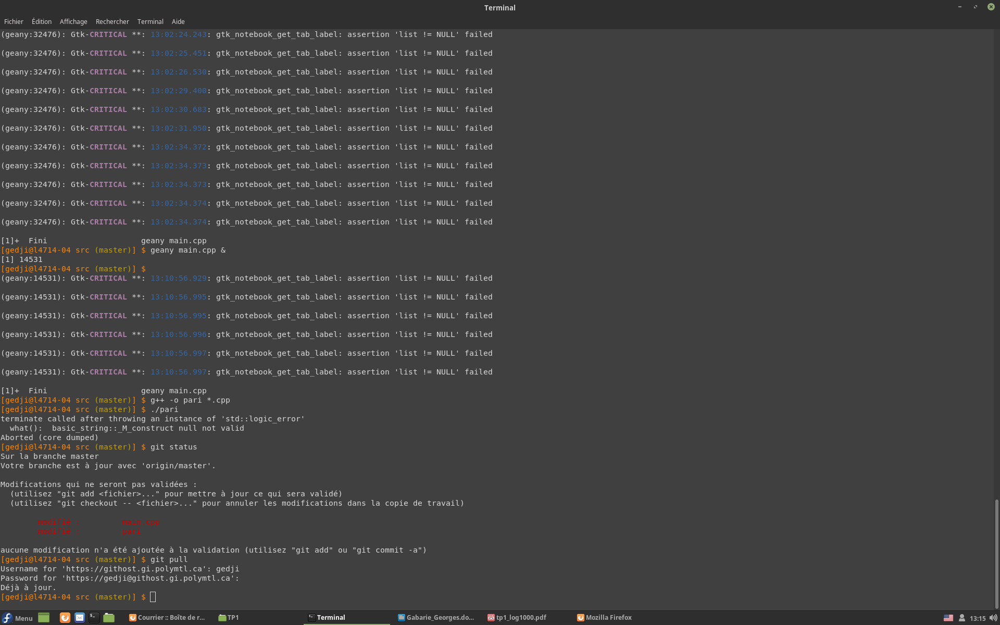 Terminal
Fichier Édition Affichage Rechercher Terminal Aide
(geany:32476): Gtk-CRITICAL **: 13:02:24.243: gtk_notebook_get_tab_label: assertion 'list != NULL' failed
(geany:32476): Gtk-CRITICAL **: 13:02:25.451: gtk_notebook_get_tab_label: assertion 'list != NULL' failed
(geany:32476): Gtk-CRITICAL **: 13:02:26.530: gtk_notebook_get_tab_label: assertion 'list != NULL' failed
(geany:32476): Gtk-CRITICAL **: 13:02:29.400: gtk_notebook_get_tab_label: assertion 'list != NULL' failed
(geany:32476): Gtk-CRITICAL **: 13:02:30.683: gtk_notebook_get_tab_label: assertion 'list != NULL' failed
(geany:32476): Gtk-CRITICAL **: 13:02:31.950: gtk_notebook_get_tab_label: assertion 'list != NULL' failed
(geany:32476): Gtk-CRITICAL **: 13:02:34.372: gtk_notebook_get_tab_label: assertion 'list != NULL' failed
(geany:32476): Gtk-CRITICAL **: 13:02:34.373: gtk_notebook_get_tab_label: assertion 'list != NULL' failed
(geany:32476): Gtk-CRITICAL **: 13:02:34.373: gtk_notebook_get_tab_label: assertion 'list != NULL' failed
(geany:32476): Gtk-CRITICAL **: 13:02:34.374: gtk_notebook_get_tab_label: assertion 'list != NULL' failed
(geany:32476): Gtk-CRITICAL **: 13:02:34.374: gtk_notebook_get_tab_label: assertion 'list != NULL' failed
[1]+  Fini                    geany main.cpp
[gedji@l4714-04 src (master)] $ geany main.cpp &
[1] 14531
[gedji@l4714-04 src (master)] $
(geany:14531): Gtk-CRITICAL **: 13:10:56.929: gtk_notebook_get_tab_label: assertion 'list != NULL' failed
(geany:14531): Gtk-CRITICAL **: 13:10:56.995: gtk_notebook_get_tab_label: assertion 'list != NULL' failed
(geany:14531): Gtk-CRITICAL **: 13:10:56.995: gtk_notebook_get_tab_label: assertion 'list != NULL' failed
(geany:14531): Gtk-CRITICAL **: 13:10:56.996: gtk_notebook_get_tab_label: assertion 'list != NULL' failed
(geany:14531): Gtk-CRITICAL **: 13:10:56.997: gtk_notebook_get_tab_label: assertion 'list != NULL' failed
(geany:14531): Gtk-CRITICAL **: 13:10:56.997: gtk_notebook_get_tab_label: assertion 'list != NULL' failed
[1]+  Fini                    geany main.cpp
[gedji@l4714-04 src (master)] $ g++ -o pari *.cpp
[gedji@l4714-04 src (master)] $ ./pari
terminate called after throwing an instance of 'std::logic_error'
  what():  basic_string::_M_construct null not valid
Aborted (core dumped)
[gedji@l4714-04 src (master)] $ git status
Sur la branche master
Votre branche est à jour avec 'origin/master'.
Modifications qui ne seront pas validées :
  (utilisez "git add <fichier>..." pour mettre à jour ce qui sera validé)
  (utilisez "git checkout -- <fichier>..." pour annuler les modifications dans la copie de travail)
        modifié :         main.cpp
        modifié :         pari
aucune modification n'a été ajoutée à la validation (utilisez "git add" ou "git commit -a")
[gedji@l4714-04 src (master)] $ git pull
Username for 'https://githost.gi.polymtl.ca': gedji
Password for 'https://gedji@githost.gi.polymtl.ca':
Déjà à jour.
[gedji@l4714-04 src (master)] $
Menu Courrier :: Boîte de r... TP1 Terminal Gabarie_Georges.do... tp1_log1000.pdf Mozilla Firefox 13:15